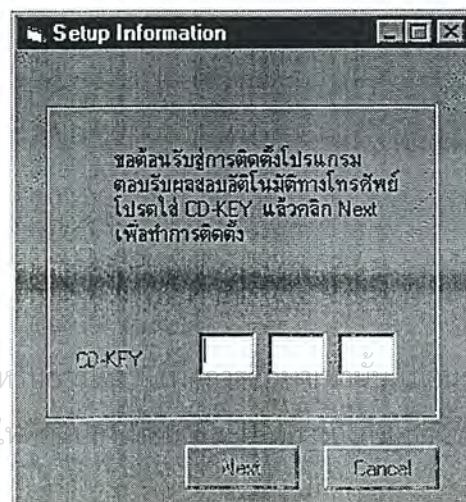 Setup Information
ขอต้อนรับสู่การติดตั้งโปรแกรม
ตอบรับผลสอบอัติโนมัติทางโทรศัพย์
โปรดใส่ CD-KEY แล้วคลิก Next
เพื่อทำการติดตั้ง
CD-KEY
Next
Cancel